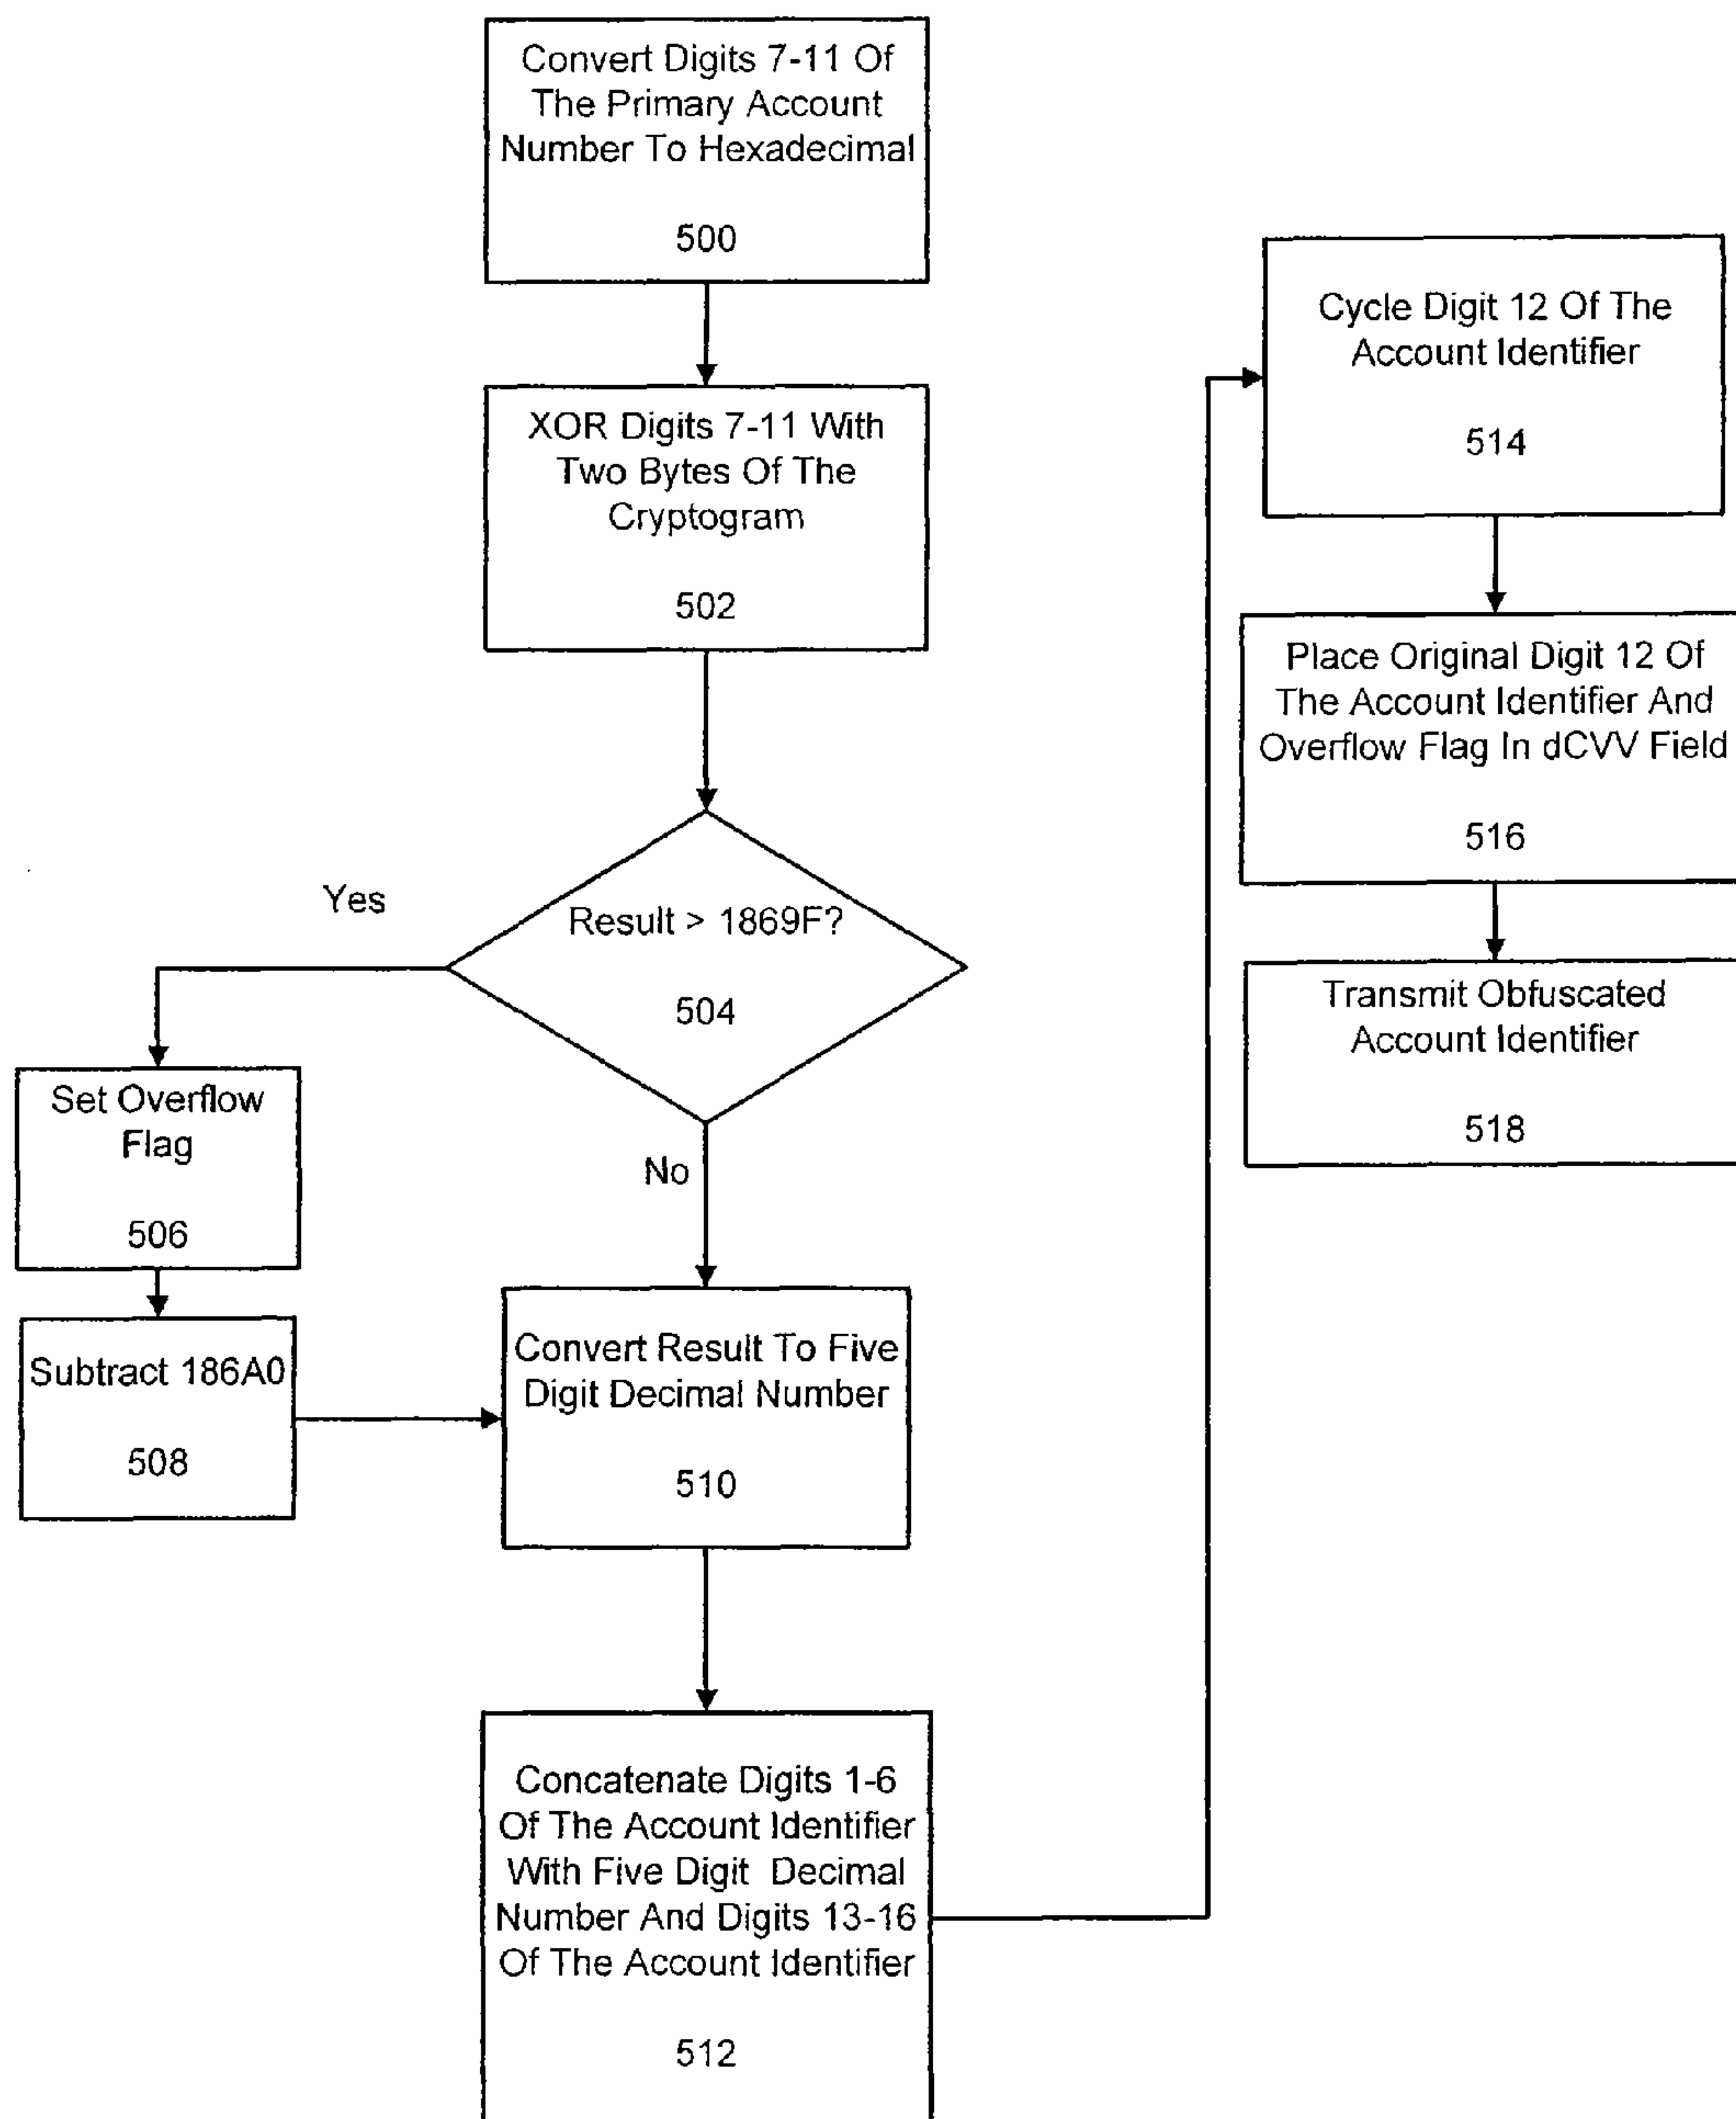 Convert Digits 7-11 Of
The Primary Account
Number To Hexadecimal
500
XOR Digits 7-11 With
Two Bytes Of The
Cryptogram
502
Result > 1869F?
504
Yes
No
Set Overflow
Flag
506
Subtract 186A0
508
Convert Result To Five
Digit Decimal Number
510
Concatenate Digits 1-6
Of The Account Identifier
With Five Digit Decimal
Number And Digits 13-16
Of The Account Identifier
512
Cycle Digit 12 Of The
Account Identifier
514
Place Original Digit 12 Of
The Account Identifier And
Overflow Flag In dCVV Field
516
Transmit Obfuscated
Account Identifier
518